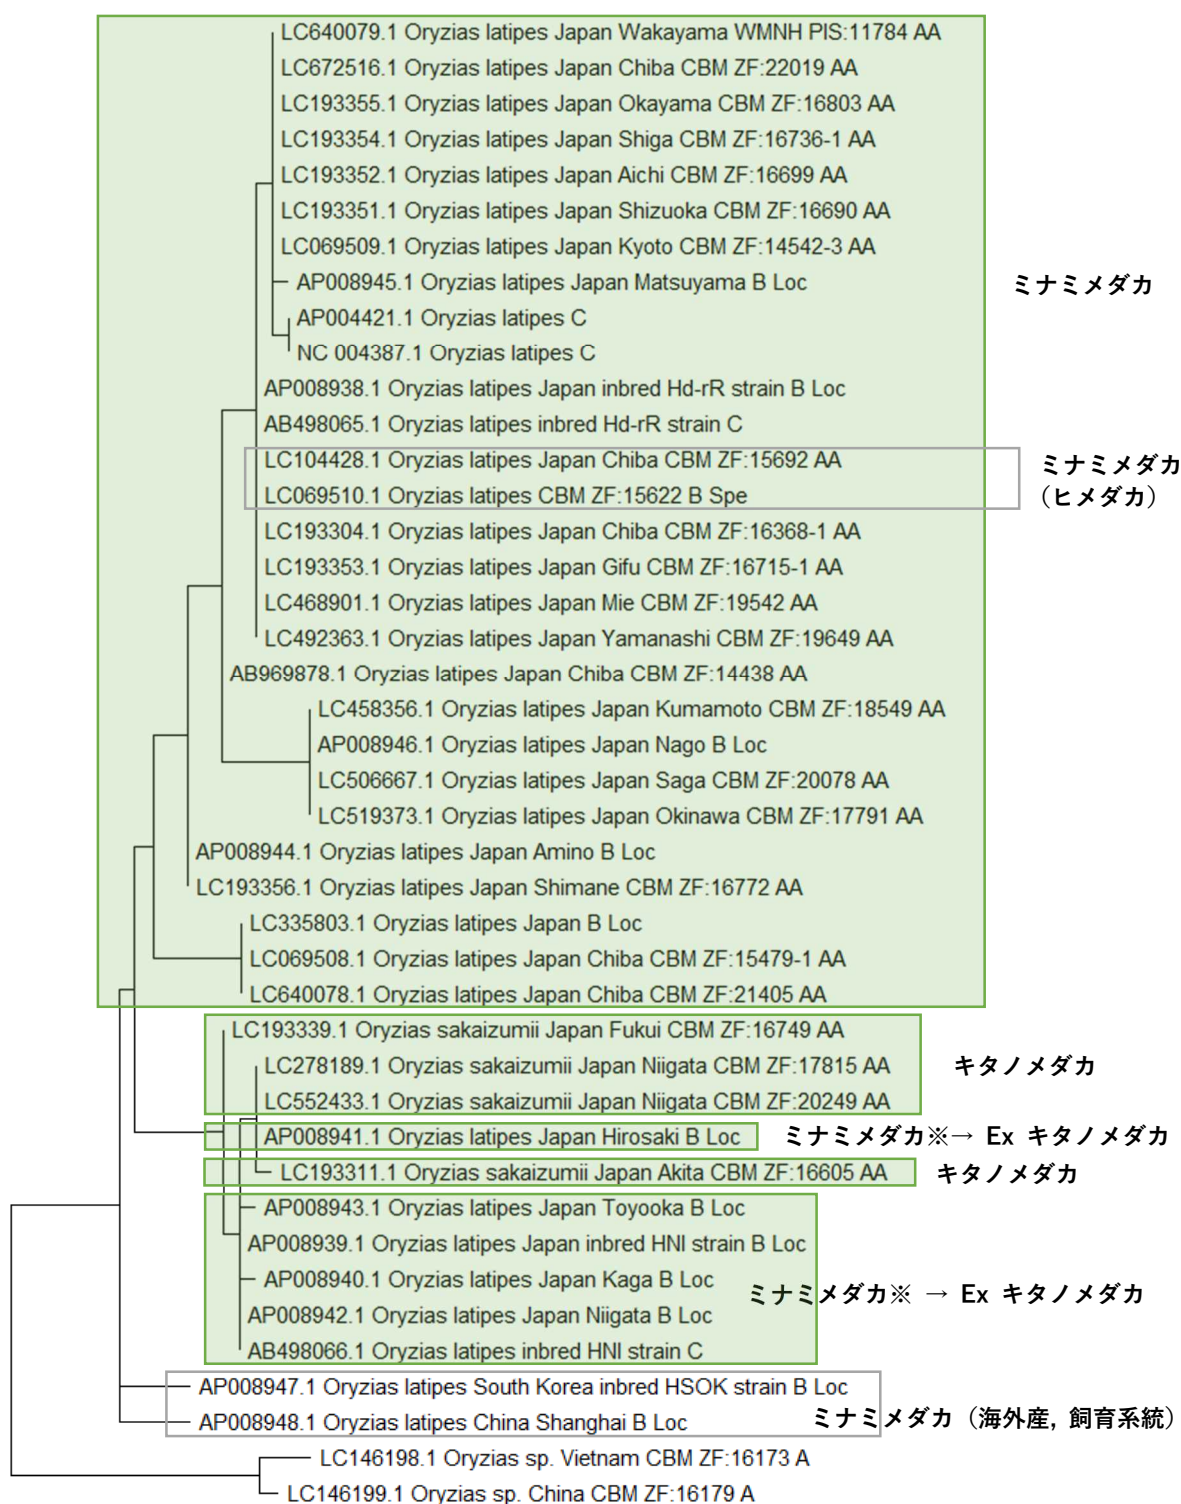 LC640079.1 Oryzias latipes Japan Wakayama WMNH PIS:11784 AA
LC672516.1 Oryzias latipes Japan Chiba CBM ZF:22019 AA
LC193355.1 Oryzias latipes Japan Okayama CBM ZF:16803 AA
LC193354.1 Oryzias latipes Japan Shiga CBM ZF:16736-1 AA
LC193352.1 Oryzias latipes Japan Aichi CBM ZF:16699 AA
LC193351.1 Oryzias latipes Japan Shizuoka CBM ZF:16690 AA
LC069509.1 Oryzias latipes Japan Kyoto CBM ZF:14542-3 AA
AP008945.1 Oryzias latipes Japan Matsuyama B Loc
ミナミメダカ
AP004421.1 Oryzias latipes C
NC 004387.1 Oryzias latipes C
AP008938.1 Oryzias latipes Japan inbred Hd-rR strain B Loc
AB498065.1 Oryzias latipes inbred Hd-rR strain C
LC104428.1 Oryzias latipes Japan Chiba CBM ZF:15692 AA
ミナミメダカ
LC069510.1 Oryzias latipes CBM ZF:15622 B Spe
（ヒメダカ）
LC193304.1 Oryzias latipes Japan Chiba CBM ZF:16368-1 AA
LC193353.1 Oryzias latipes Japan Gifu CBM ZF:16715-1 AA
LC468901.1 Oryzias latipes Japan Mie CBM ZF:19542 AA
LC492363.1 Oryzias latipes Japan Yamanashi CBM ZF:19649 AA
AB969878.1 Oryzias latipes Japan Chiba CBM ZF:14438 AA
LC458356.1 Oryzias latipes Japan Kumamoto CBM ZF:18549 AA
AP008946.1 Oryzias latipes Japan Nago B Loc
LC506667.1 Oryzias latipes Japan Saga CBM ZF:20078 AA
LC519373.1 Oryzias latipes Japan Okinawa CBM ZF:17791 AA
AP008944.1 Oryzias latipes Japan Amino B Loc
LC193356.1 Oryzias latipes Japan Shimane CBM ZF:16772 AA
LC335803.1 Oryzias latipes Japan B Loc
LC069508.1 Oryzias latipes Japan Chiba CBM ZF:15479-1 AA
LC640078.1 Oryzias latipes Japan Chiba CBM ZF:21405 AA
LC193339.1 Oryzias sakaizumii Japan Fukui CBM ZF:16749 AA
LC278189.1 Oryzias sakaizumii Japan Niigata CBM ZF:17815 AA
キタノメダカ
LC552433.1 Oryzias sakaizumii Japan Niigata CBM ZF:20249 AA
AP008941.1 Oryzias latipes Japan Hirosaki B Loc
ミナミメダカ※→ Ex キタノメダカ
LC193311.1 Oryzias sakaizumii Japan Akita CBM ZF:16605 AA
キタノメダカ
AP008943.1 Oryzias latipes Japan Toyooka B Loc
AP008939.1 Oryzias latipes Japan inbred HNI strain B Loc
AP008940.1 Oryzias latipes Japan Kaga B Loc
ミナミメダカ※ → Ex キタノメダカ
AP008942.1 Oryzias latipes Japan Niigata B Loc
AB498066.1 Oryzias latipes inbred HNI strain C
AP008947.1 Oryzias latipes South Korea inbred HSOK strain B Loc
AP008948.1 Oryzias latipes China Shanghai B Loc
ミナミメダカ（海外産, 飼育系統）
LC146198.1 Oryzias sp. Vietnam CBM ZF:16173 A
LC146199.1 Oryzias sp. China CBM ZF:16179 A